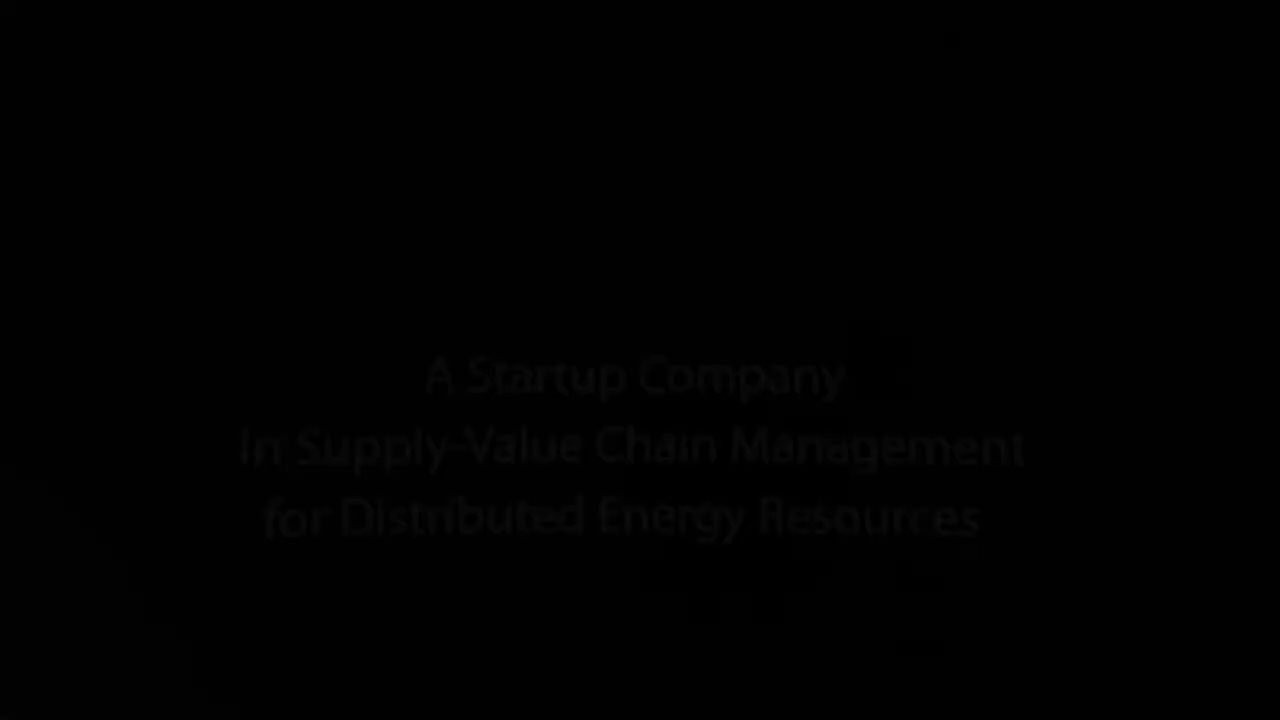 A Startup Company
In Supply-Value Chain Management
for Distributed Energy Resources